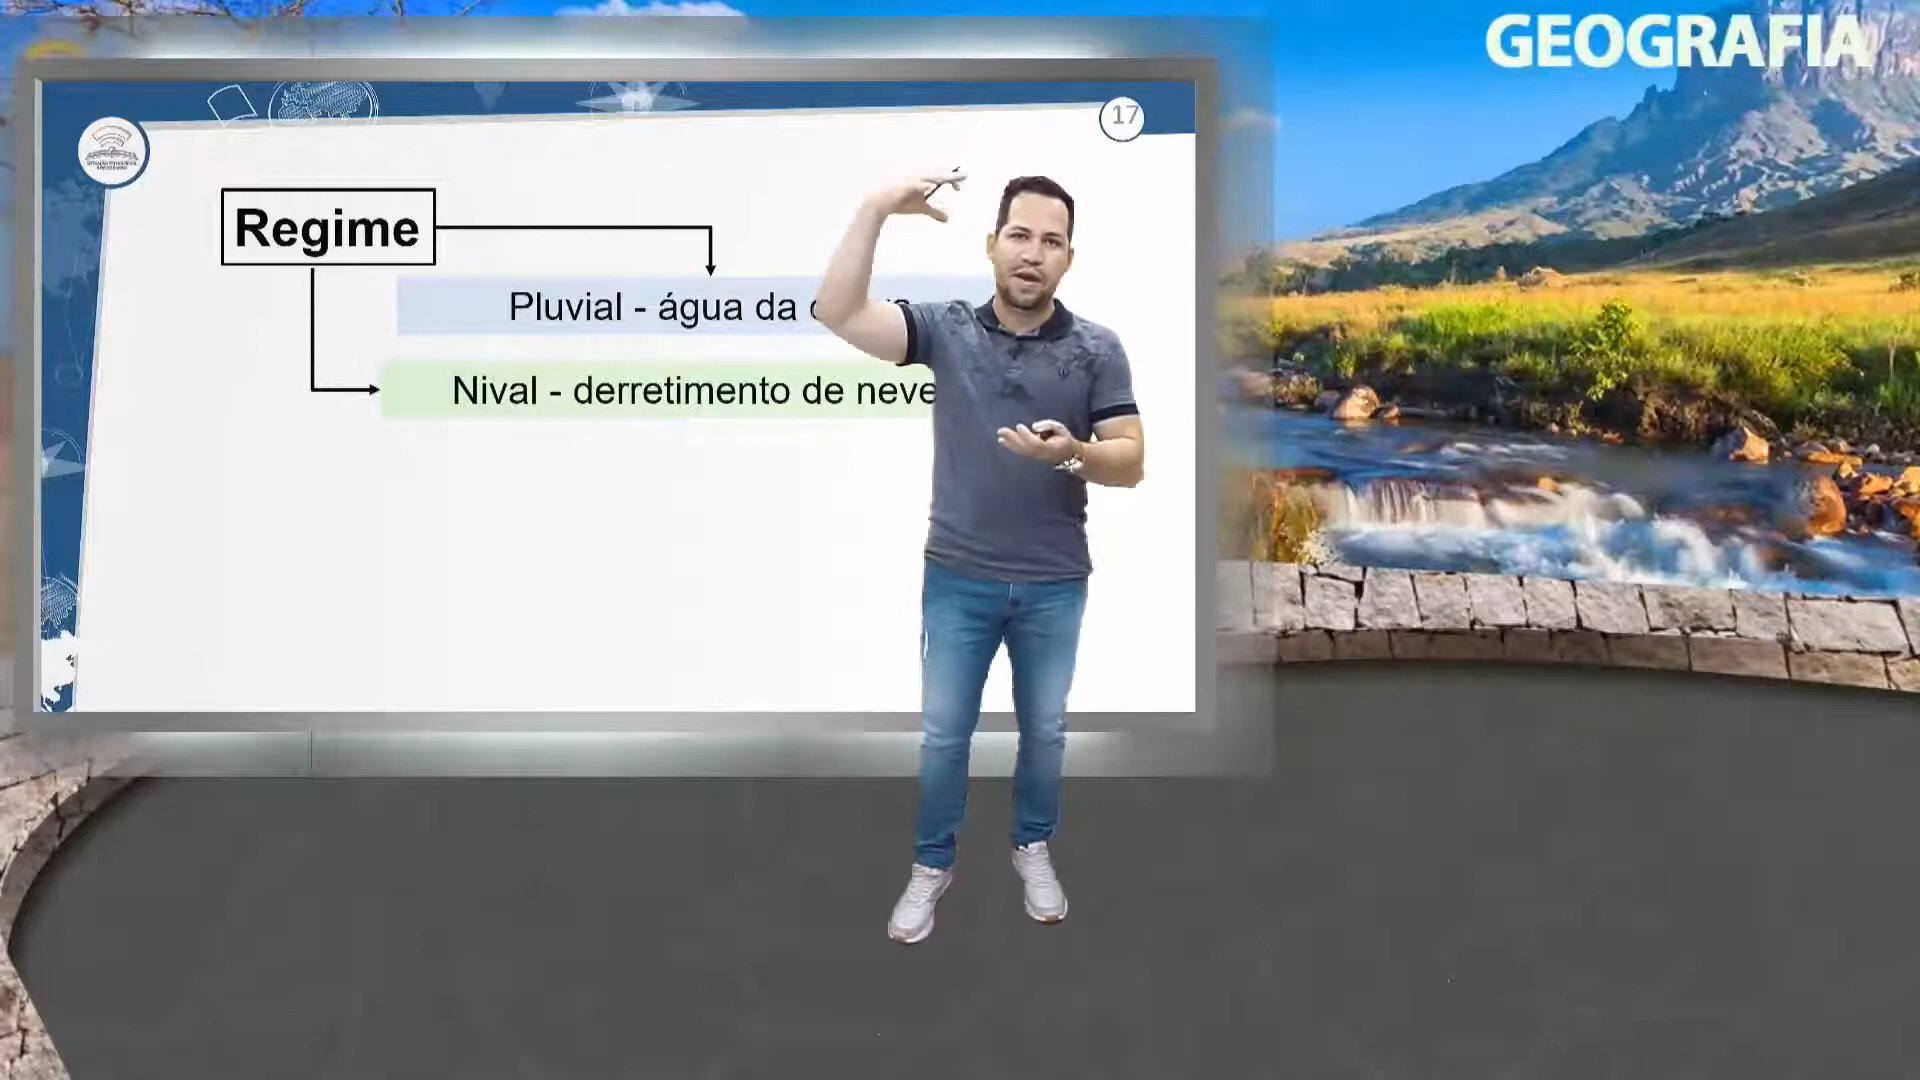 GEOGRAFIA
17
Regime
Pluvial - água da
Nival - derretimento de neve